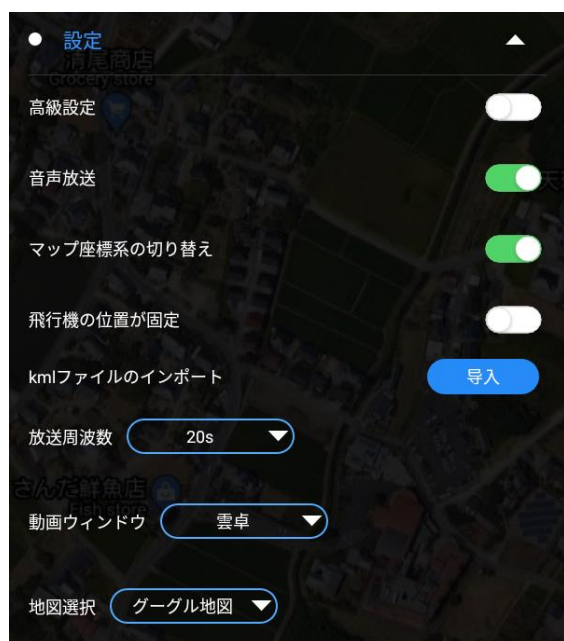 設定
清尾商店
Grocery store
高級設定
音声放送
マップ座標系の切り替え
飛行機の位置が固定
kmlファイルのインポート 导入
放送周波数 20s
さんだ鮮魚店
Fish store
動画ウィンドウ 雲卓
地図選択 グーグル地図